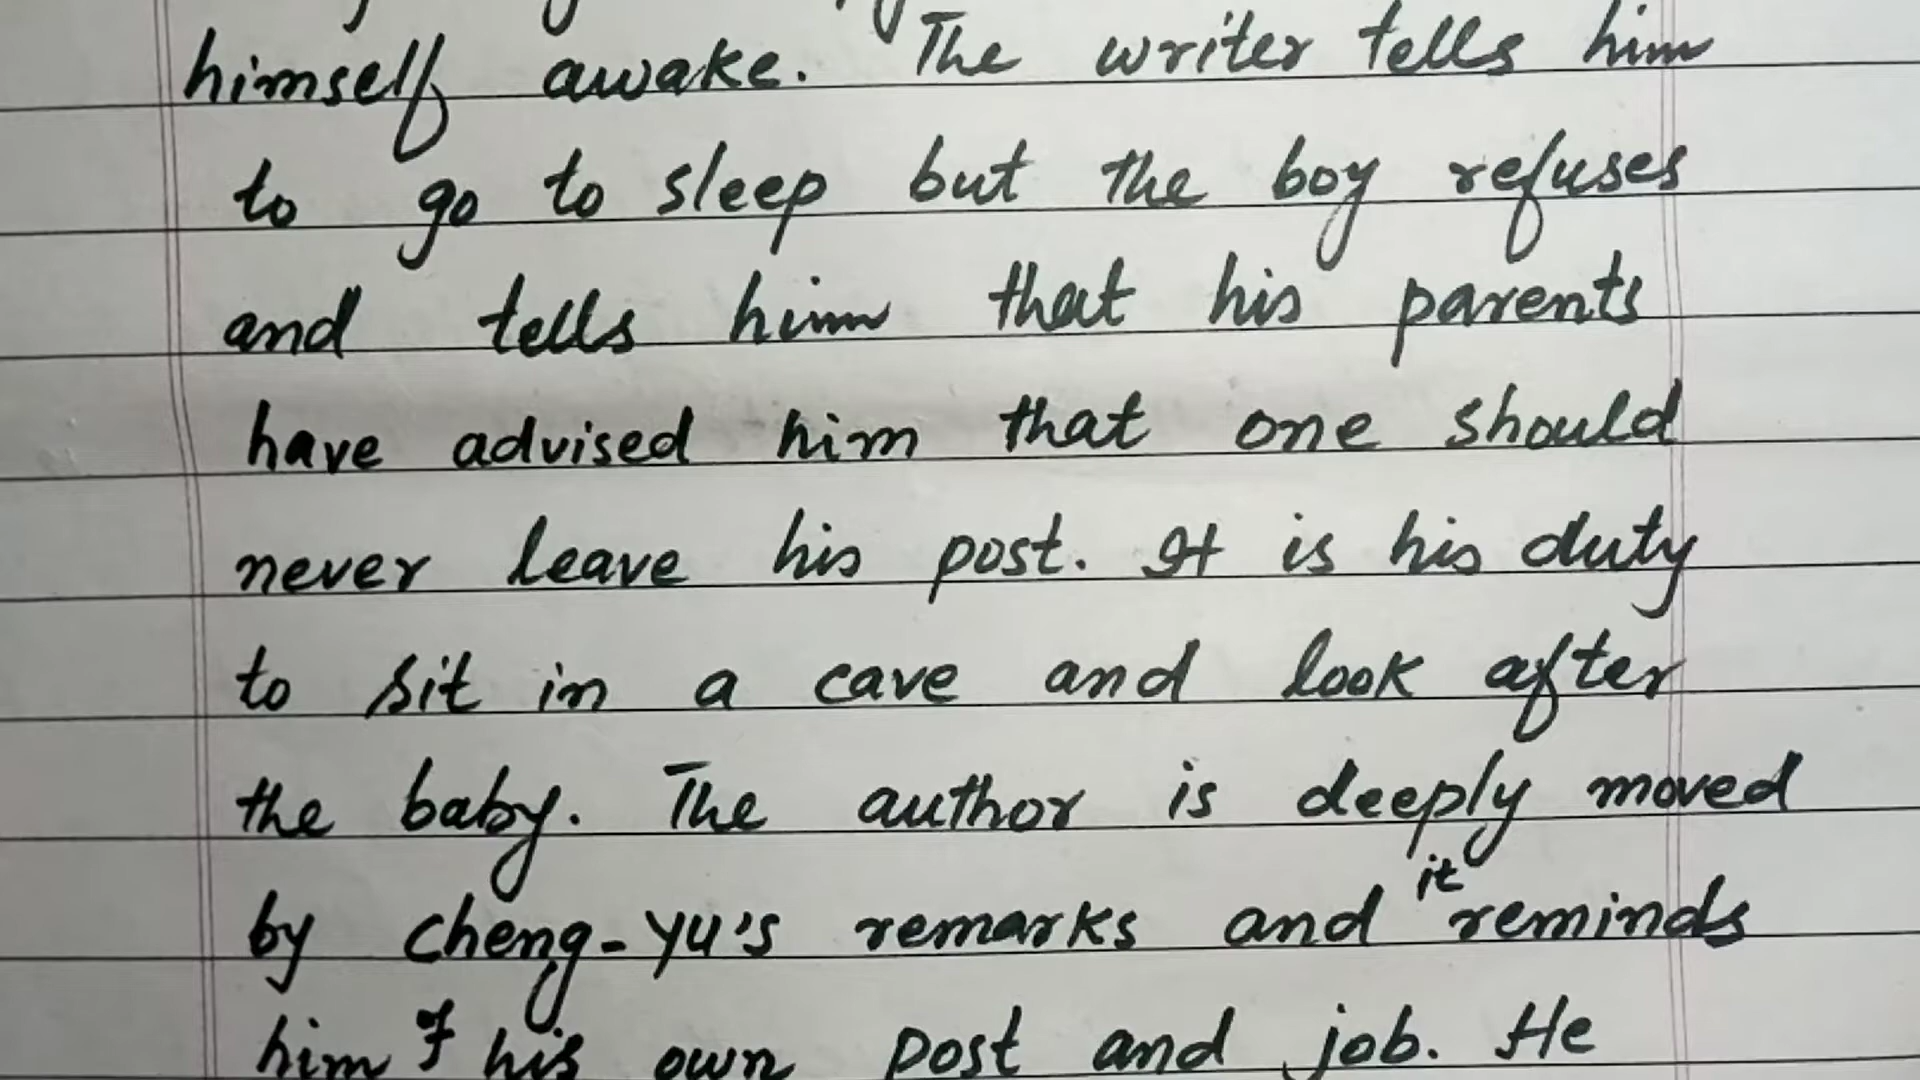 himself awake. The writer tells him
to go to sleep but the boy refuses
and tells him that his parents
have advised him that one should
never leave his post. It is his duty
to sit in a cave and look after
the baby. The author is deeply moved
by cheng-yu's remarks and it reminds
him of his own post and job. He